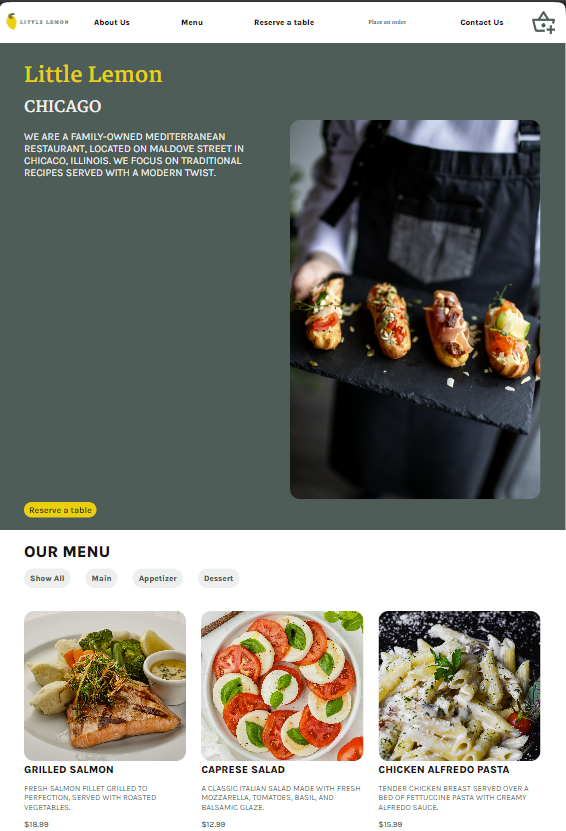 LITTLE LEMON
About Us
Menu
Reserve a table
Place an order
Contact Us
Little Lemon
CHICAGO
WE ARE A FAMILY-OWNED MEDITERRANEAN
RESTAURANT, LOCATED ON MALDOVE STREET IN
CHICACO, ILLINOIS. WE FOCUS ON TRADITIONAL
RECIPES SERVED WITH A MODERN TWIST.
Reserve a table
OUR MENU
Show All
Main
Appetizer
Dessert
GRILLED SALMON
FRESH SALMON FILLET GRILLED TO
PERFECTION, SERVED WITH ROASTED
VEGETABLES.
$18.99
CAPRESE SALAD
A CLASSIC ITALIAN SALAD MADE WITH FRESH
MOZZARELLA, TOMATOES, BASIL, AND
BALSAMIC GLAZE.
$12.99
CHICKEN ALFREDO PASTA
TENDER CHICKEN BREAST SERVED OVER A
BED OF FETTUCCINE PASTA WITH CREAMY
ALFREDO SAUCE.
$15.99